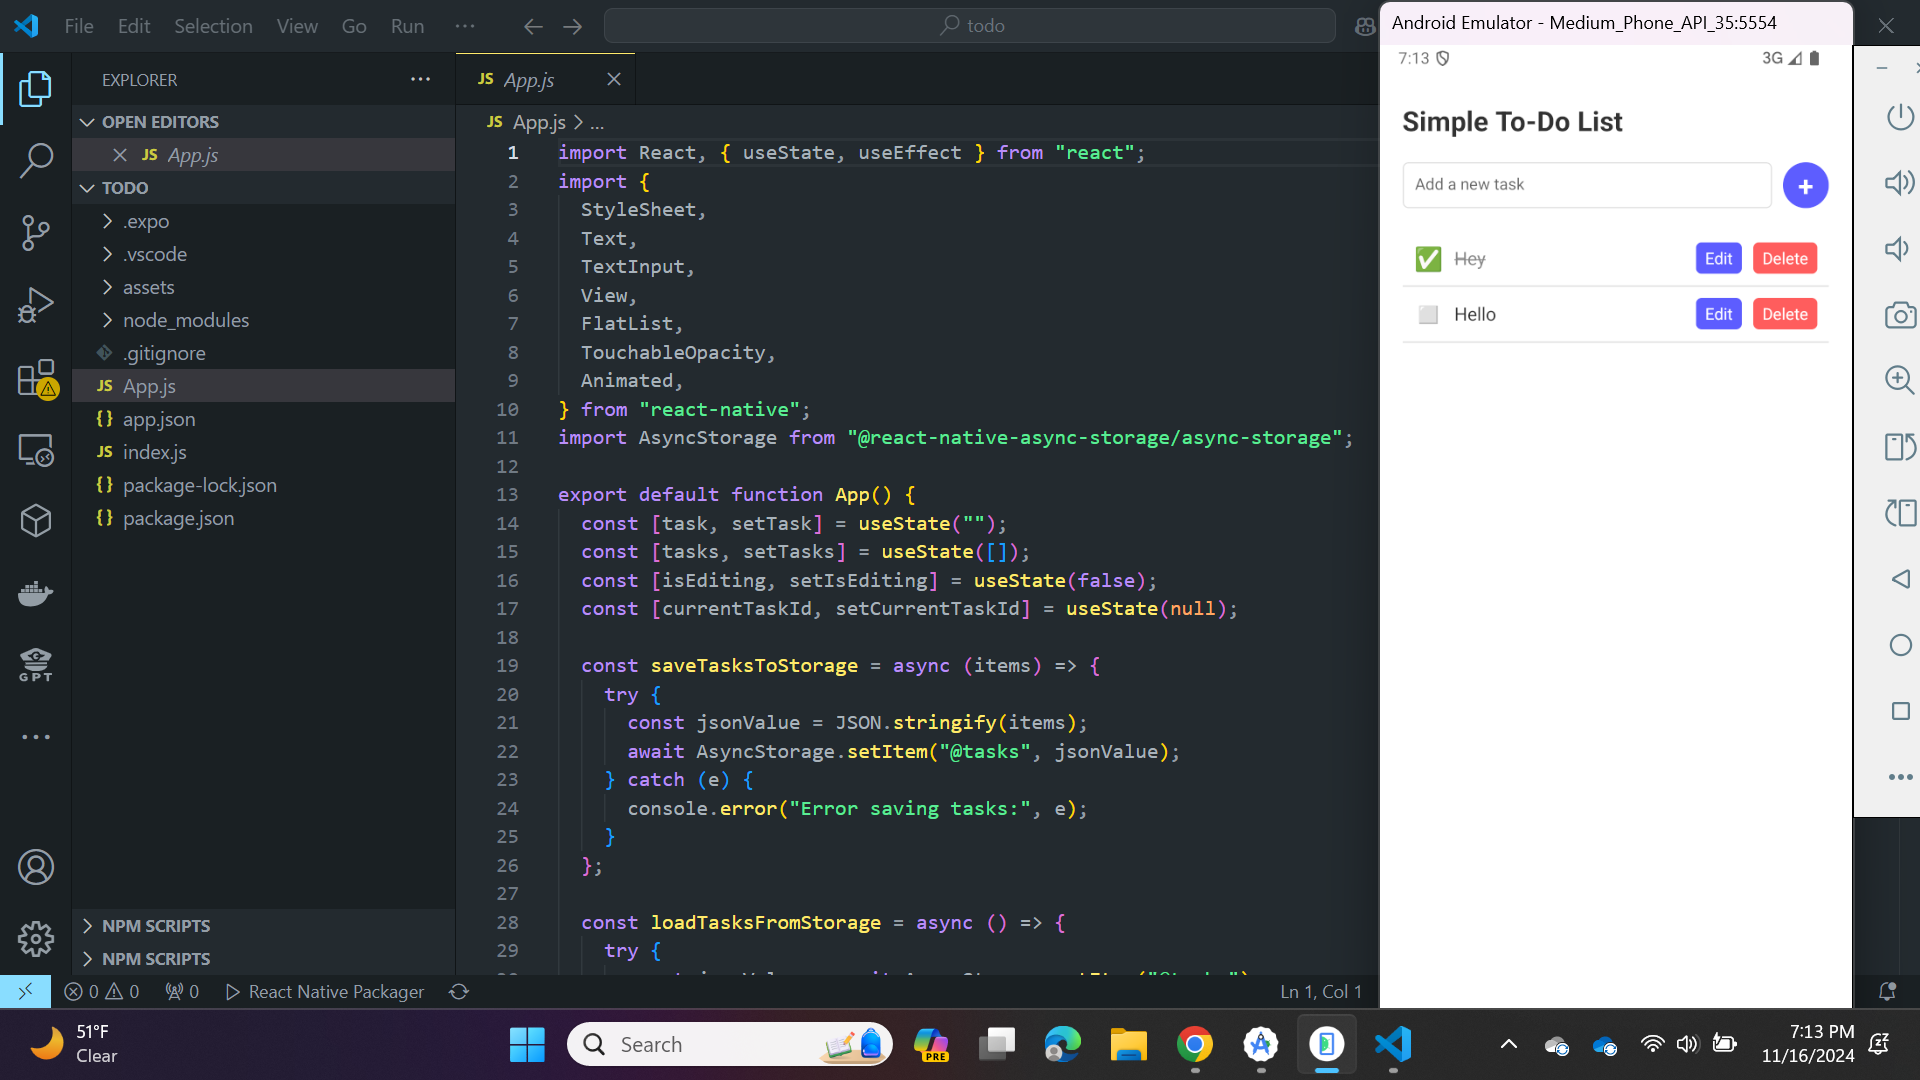 File Edit Selection View Go Run ···
todo
EXPLORER
OPEN EDITORS
JS App.js
TODO
.expo
.vscode
assets
node_modules
.gitignore
JS App.js
{} app.json
JS index.js
{} package-lock.json
{} package.json
NPM SCRIPTS
NPM SCRIPTS
GPT
JS App.js
JS App.js > ...
1 import React, { useState, useEffect } from "react";
2 import {
3 StyleSheet,
4 Text,
5 TextInput,
6 View,
7 FlatList,
8 TouchableOpacity,
9 Animated,
10 } from "react-native";
11 import AsyncStorage from "@react-native-async-storage/async-storage";
12
13 export default function App() {
14 const [task, setTask] = useState("");
15 const [tasks, setTasks] = useState([]);
16 const [isEditing, setIsEditing] = useState(false);
17 const [currentTaskId, setCurrentTaskId] = useState(null);
18
19 const saveTasksToStorage = async (items) => {
20 try {
21 const jsonValue = JSON.stringify(items);
22 await AsyncStorage.setItem("@tasks", jsonValue);
23 } catch (e) {
24 console.error("Error saving tasks:", e);
25 }
26 };
27
28 const loadTasksFromStorage = async () => {
29 try {
0 0 0 React Native Packager
Ln 1, Col 1
Android Emulator - Medium_Phone_API_35:5554
7:13 3G
Simple To-Do List
Add a new task +
Hey Edit Delete
Hello Edit Delete
51°F
Clear
Search
PRE
7:13 PM
11/16/2024